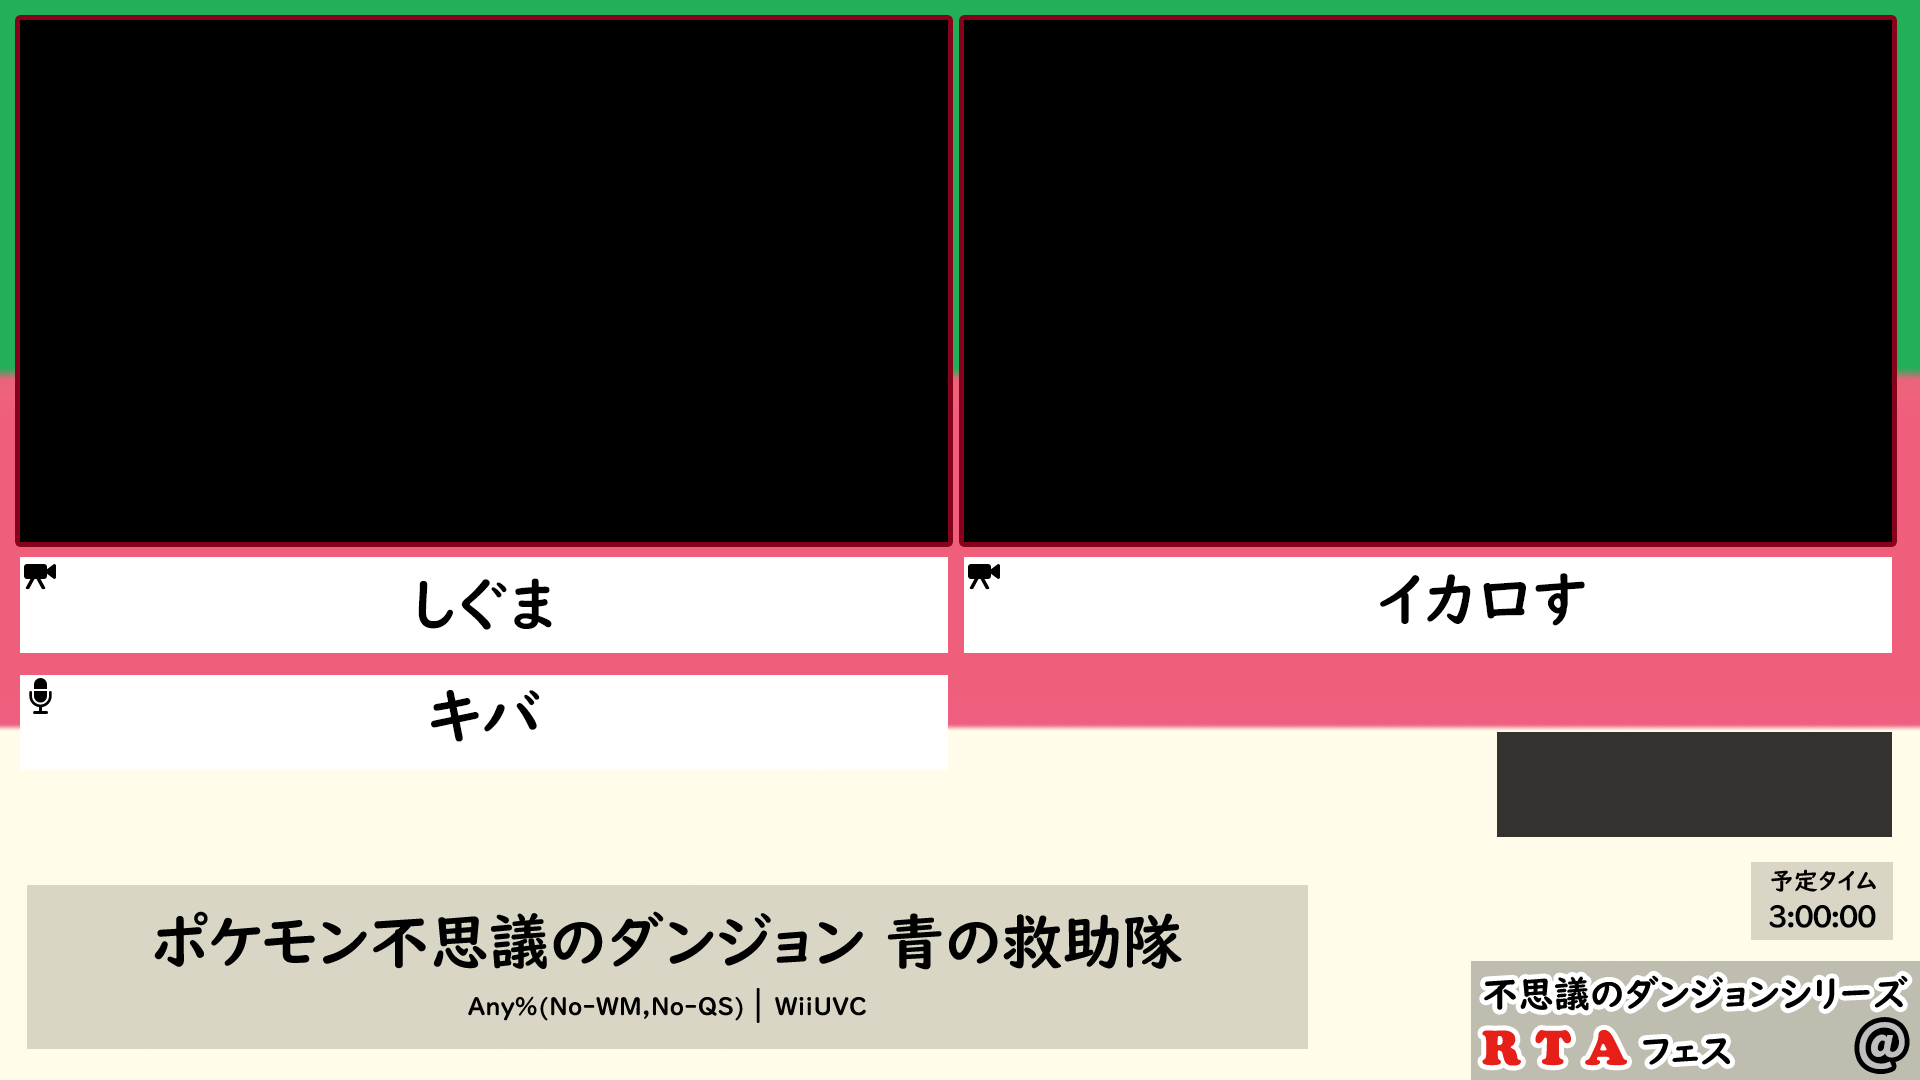 しぐま
イカロす
キバ
予定タイム
3:00:00
ポケモン不思議のダンジョン 青の救助隊
Any%(No-WM,No-QS) | WiiUVC
不思議のダンジョンシリーズ
RTAフェス @